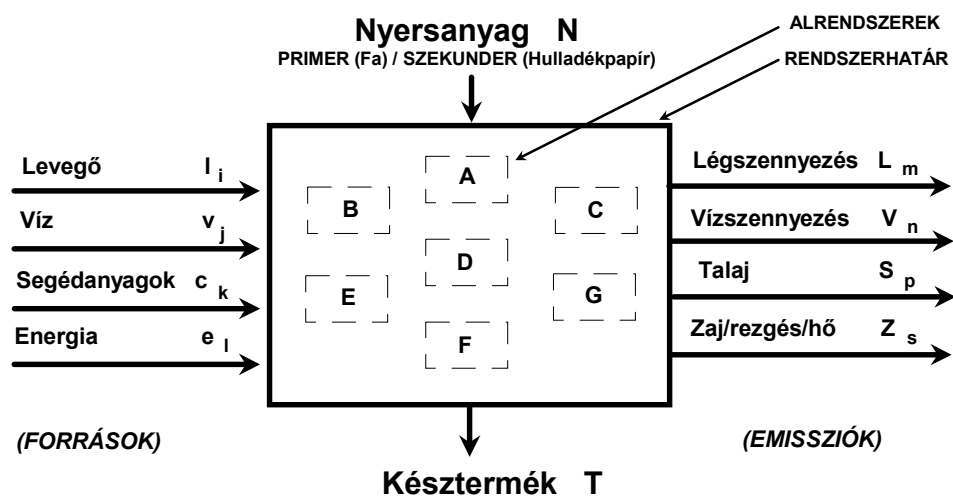 Nyersanyag N
PRIMER (Fa) / SZEKUNDER (Hulladékpapír)
ALRENDSZEREK
RENDSZERHATÁR
Levegő l i
Víz v j
Segédanyagok c k
Energia e l
(FORRÁSOK)
A
B
C
D
E
G
F
Légszennyezés L m
Vízszennyezés V n
Talaj S p
Zaj/rezgés/hő Z s
(EMISSZIÓK)
Késztermék T